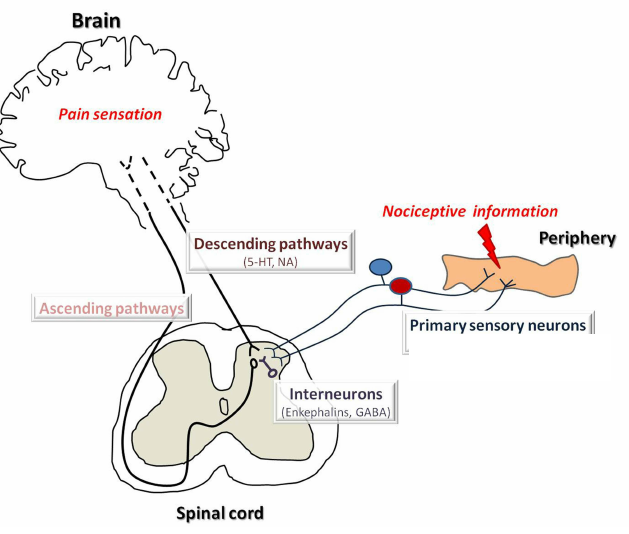 Brain
Pain sensation
Nociceptive information
Periphery
Descending pathways
(5-HT, NA)
Ascending pathways
Primary sensory neurons
Interneurons
(Enkephalins, GABA)
Spinal cord